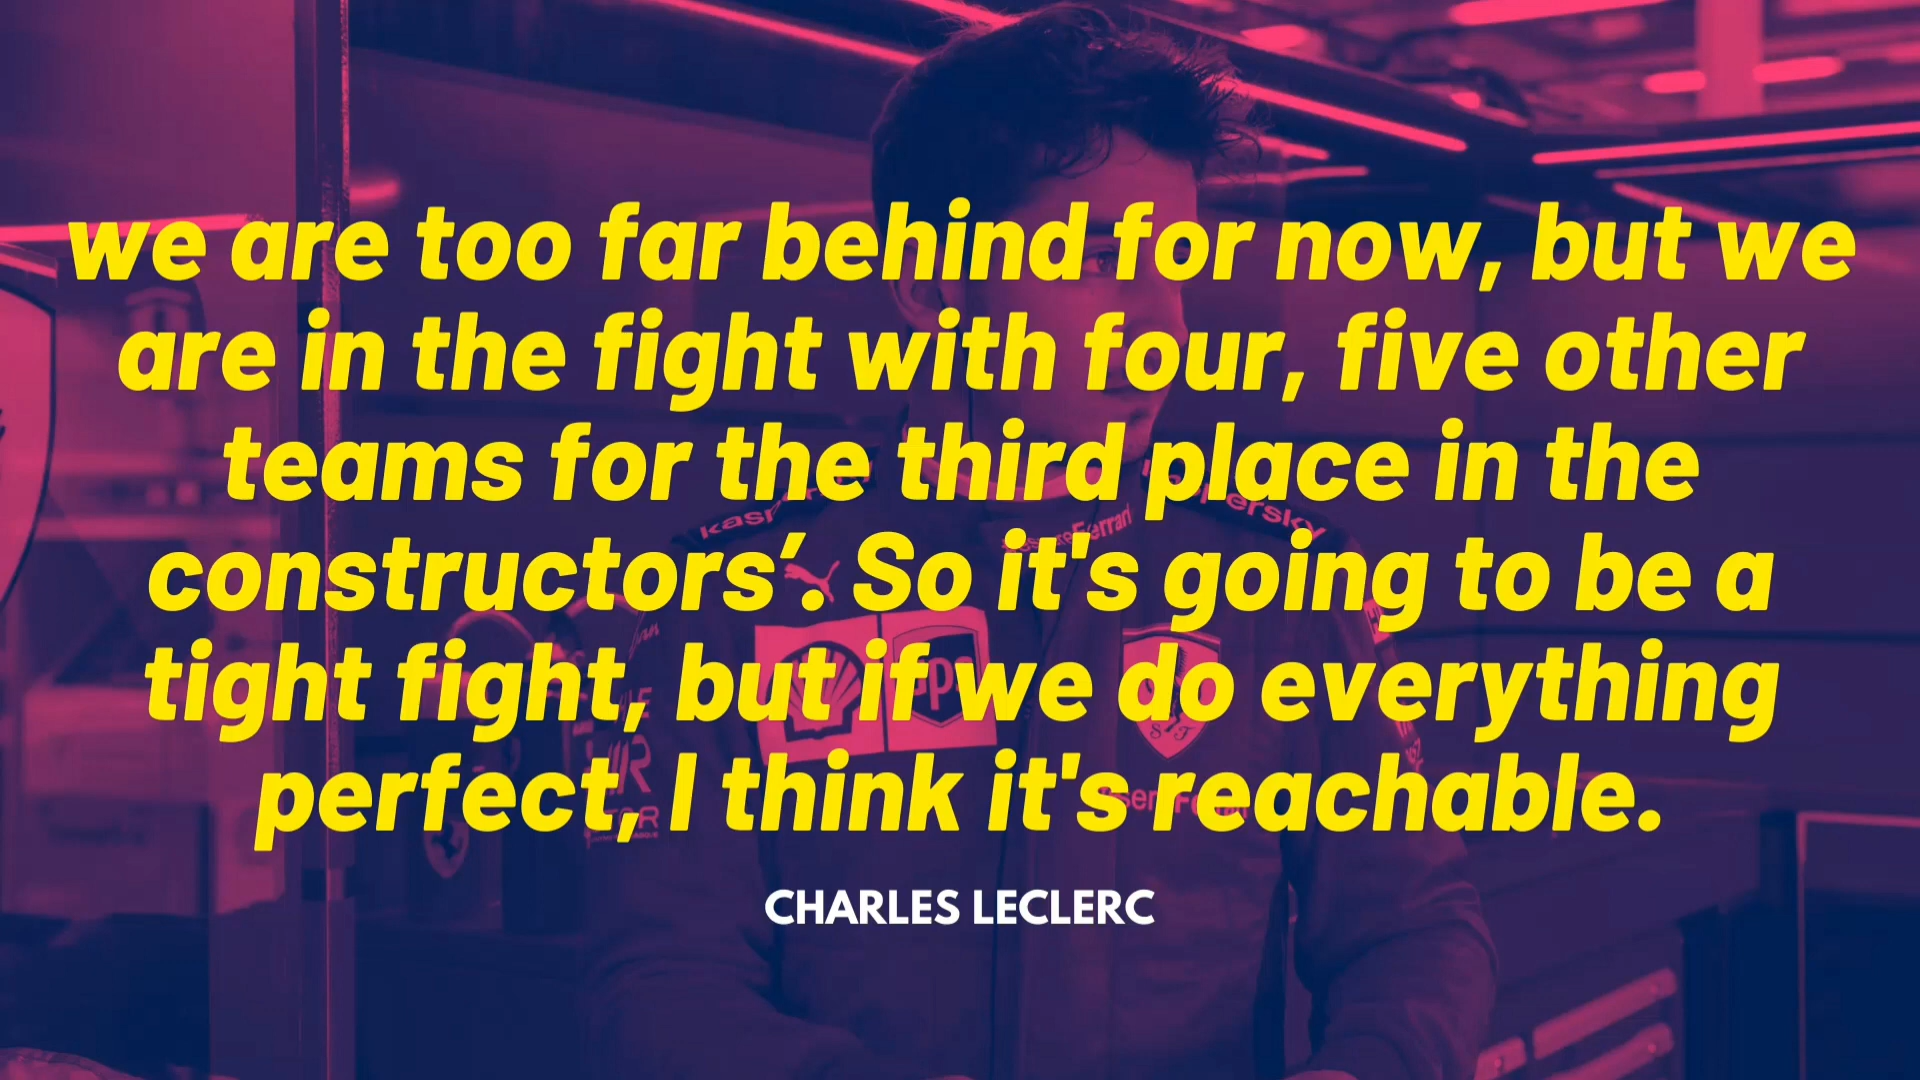 we are too far behind for now, but we
are in the fight with four, five other
teams for the third place in the
constructors’. So it's going to be a
tight fight, but if we do everything
perfect, I think it's reachable.
CHARLES LECLERC